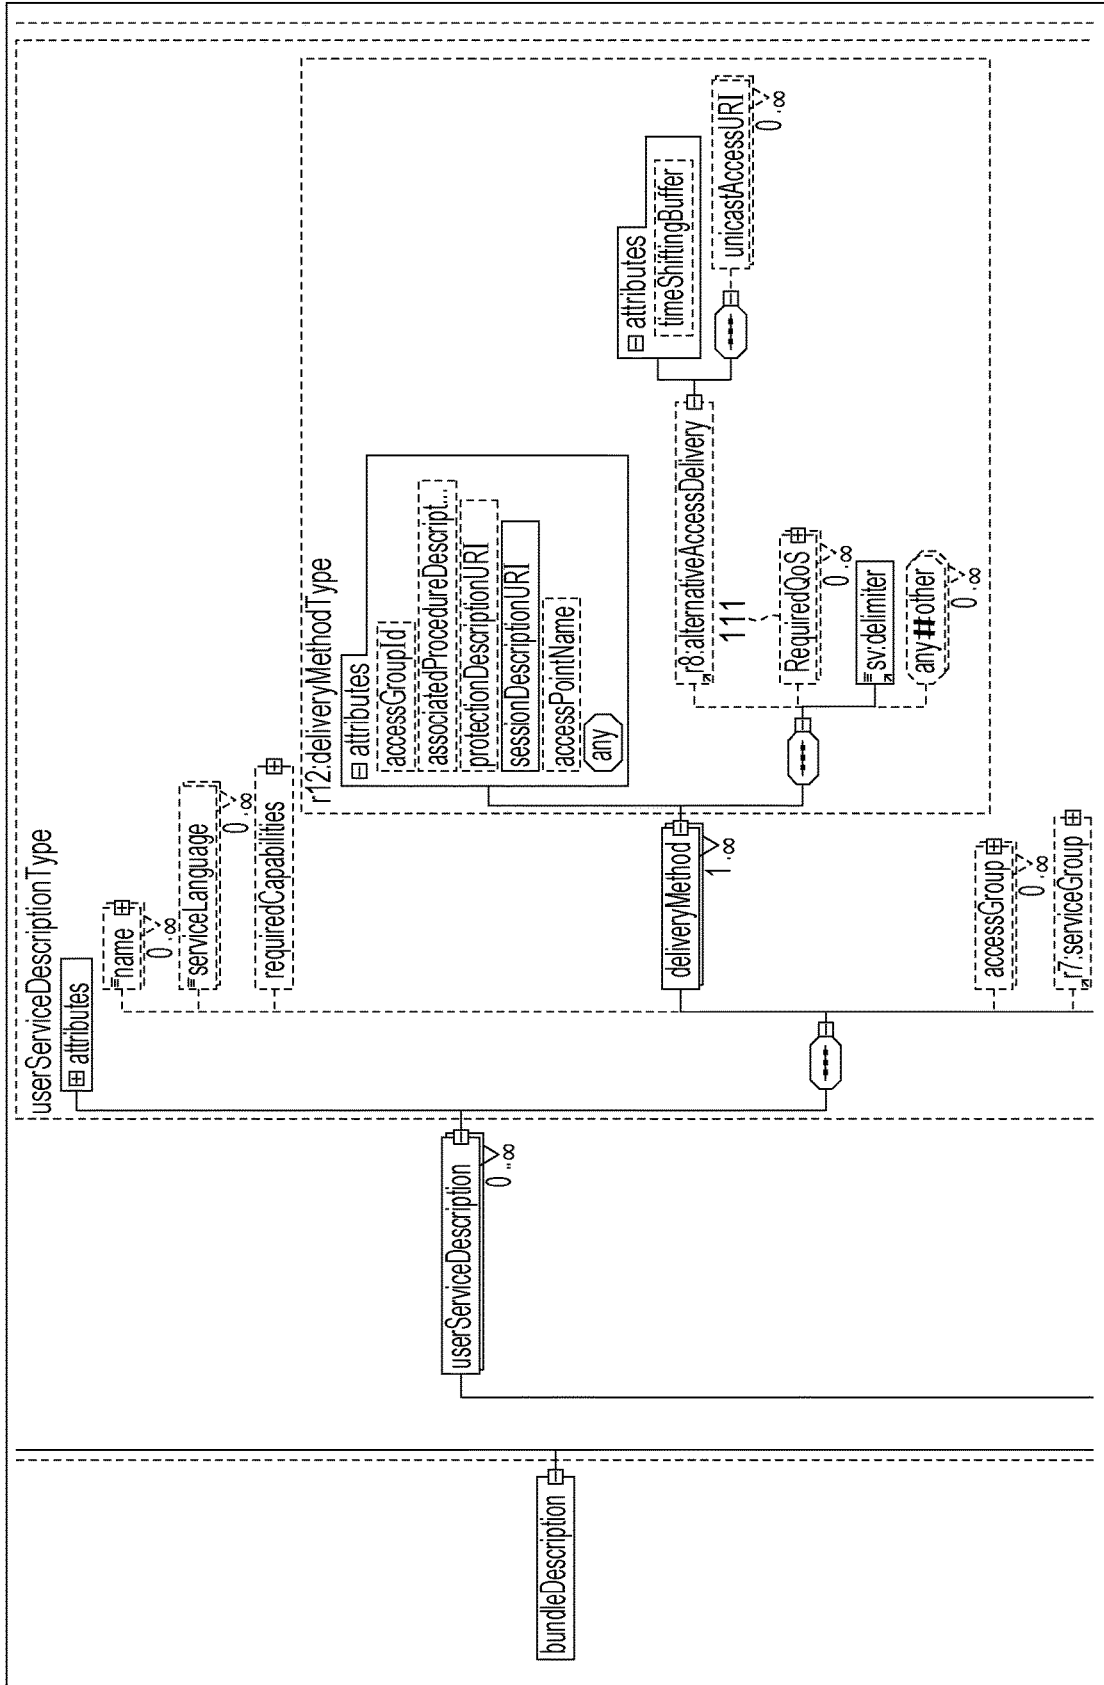 bundleDescription
userServiceDescription
0..∞
userServiceDescriptionType
attributes
name
0..∞
serviceLanguage
0..∞
requiredCapabilities
deliveryMethod
1..∞
r12:deliveryMethodType
attributes
accessGroupId
associatedProcedureDescript...
protectionDescriptionURI
sessionDescriptionURI
accessPointName
any
r8:alternativeAccessDelivery
attributes
timeShiftingBuffer
unicastAccessURI
0..∞
111
RequiredQoS
0..∞
sv:delimiter
any##other
0..∞
accessGroup
0..∞
r7:serviceGroup